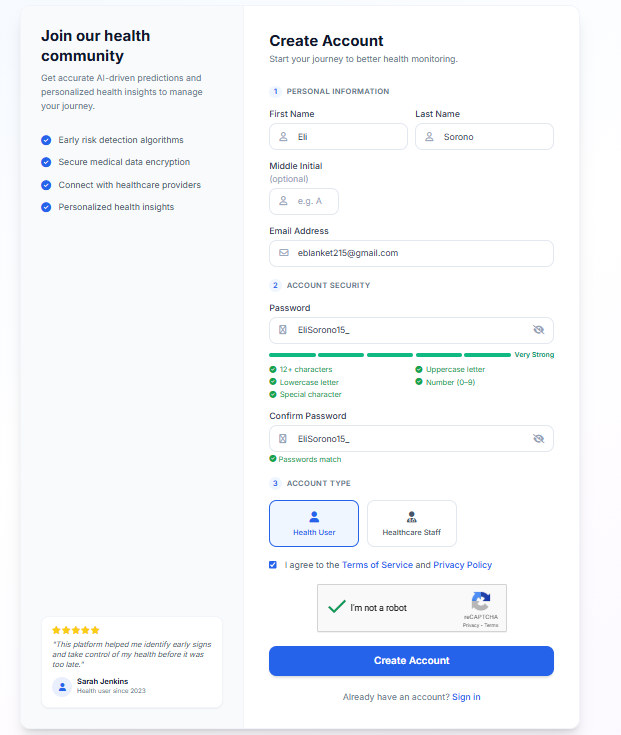 Join our health
community
Get accurate AI-driven predictions and
personalized health insights to manage
your journey.
Early risk detection algorithms
Secure medical data encryption
Connect with healthcare providers
Personalized health insights
"This platform helped me identify early signs
and take control of my health before it was
too late."
Sarah Jenkins
Health user since 2023
Create Account
Start your journey to better health monitoring.
1 PERSONAL INFORMATION
First Name Last Name
Eli Sorono
Middle Initial
(optional)
e.g. A
Email Address
eblanket215@gmail.com
2 ACCOUNT SECURITY
Password
EliSorono15_
Very Strong
12+ characters Uppercase letter
Lowercase letter Number (0–9)
Special character
Confirm Password
EliSorono15_
Passwords match
3 ACCOUNT TYPE
Health User Healthcare Staff
I agree to the Terms of Service and Privacy Policy
I'm not a robot
reCAPTCHA
Privacy - Terms
Create Account
Already have an account? Sign in